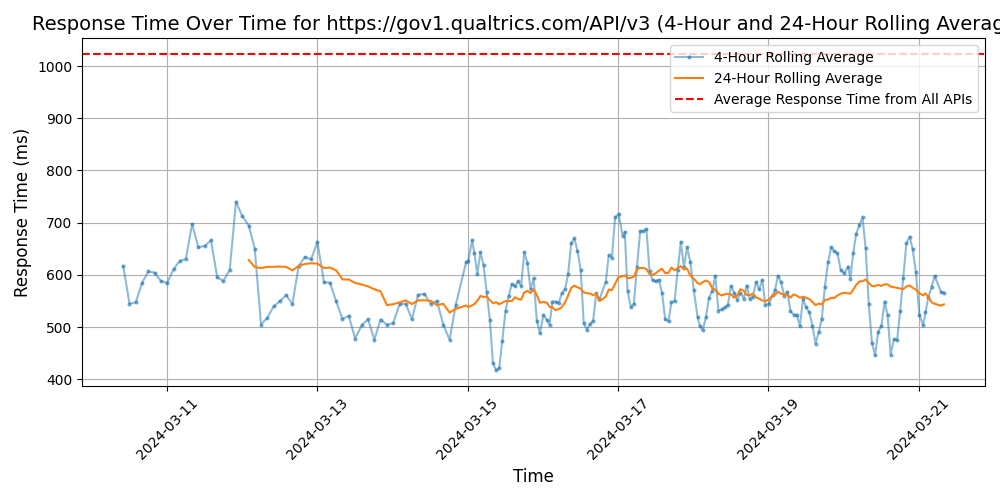 Response Time Over Time for https://gov1.qualtrics.com/API/v3 (4-Hour and 24-Hour Rolling Averag
4-Hour Rolling Average
24-Hour Rolling Average
Average Response Time from All APIs
Response Time (ms)
1000
900
800
700
600
500
400
2024-03-11
2024-03-13
2024-03-15
2024-03-17
2024-03-19
2024-03-21
Time